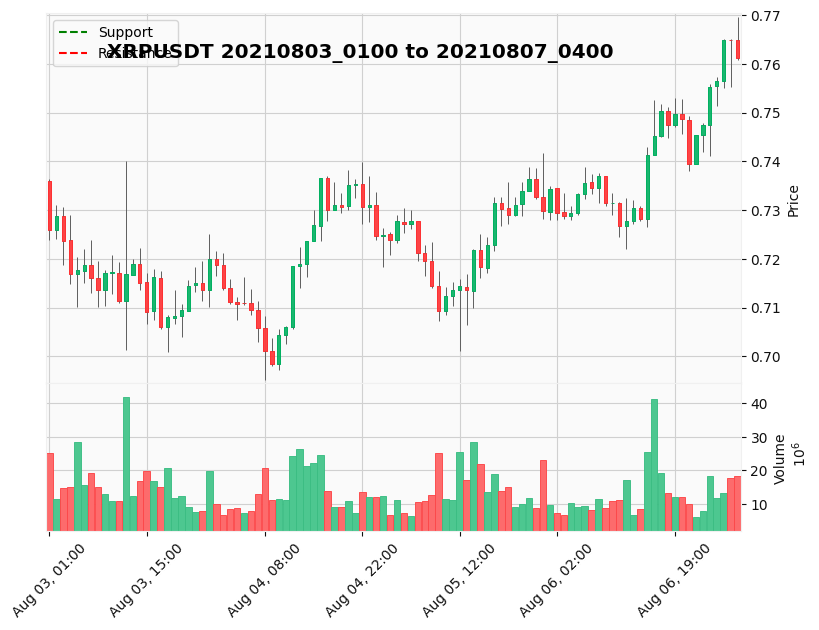 Support
Resistance
XRPUSDT 20210803_0100 to 20210807_0400
0.77
0.76
0.75
0.74
0.73
0.72
0.71
0.70
Price
40
30
20
10
Volume
10^6
Aug 03, 01:00
Aug 03, 15:00
Aug 04, 08:00
Aug 04, 22:00
Aug 05, 12:00
Aug 06, 02:00
Aug 06, 19:00